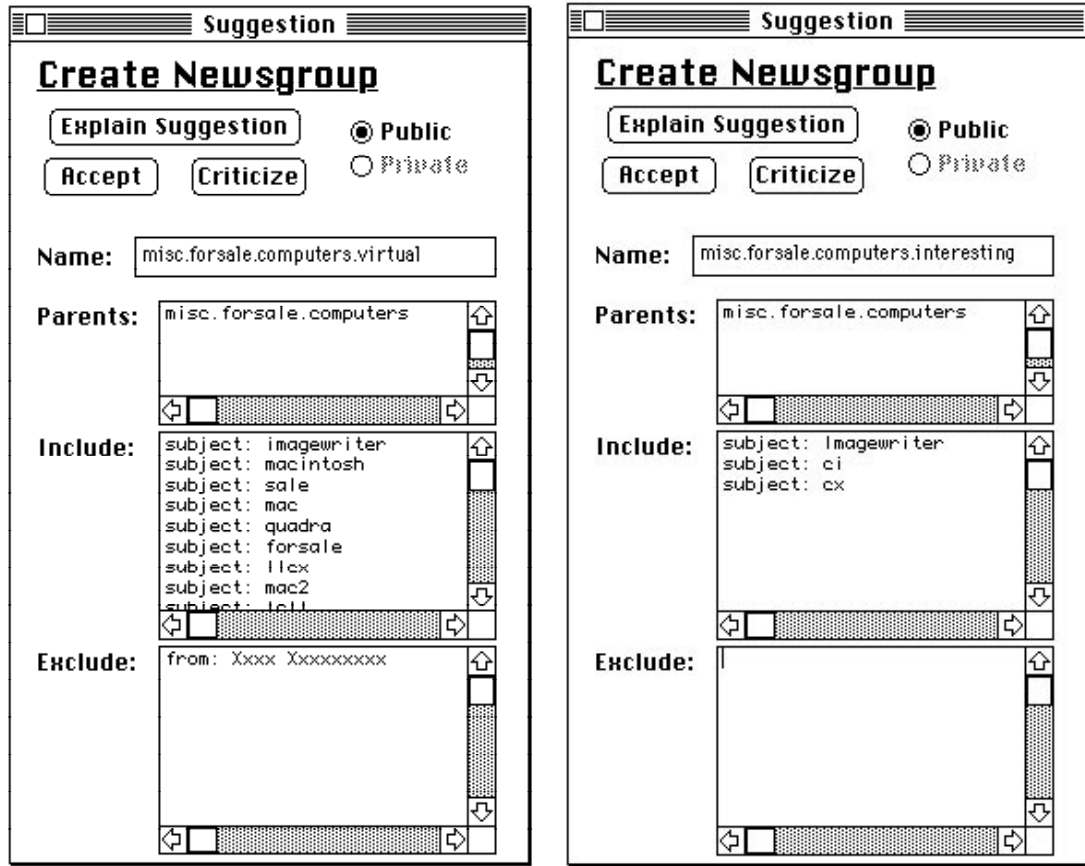 Suggestion
Create Newsgroup
Explain Suggestion
Public
Accept
Criticize
Private
Name:
misc.forsale.computers.virtual
Parents:
misc.forsale.computers
Include:
subject: imagewriter
subject: macintosh
subject: sale
subject: mac
subject: quadra
subject: forsale
subject: IIcx
subject: mac2
Exclude:
from: Xxxx Xxxxxxxxx
Suggestion
Create Newsgroup
Explain Suggestion
Public
Accept
Criticize
Private
Name:
misc.forsale.computers.interesting
Parents:
misc.forsale.computers
Include:
subject: Imagewriter
subject: ci
subject: cx
Exclude: